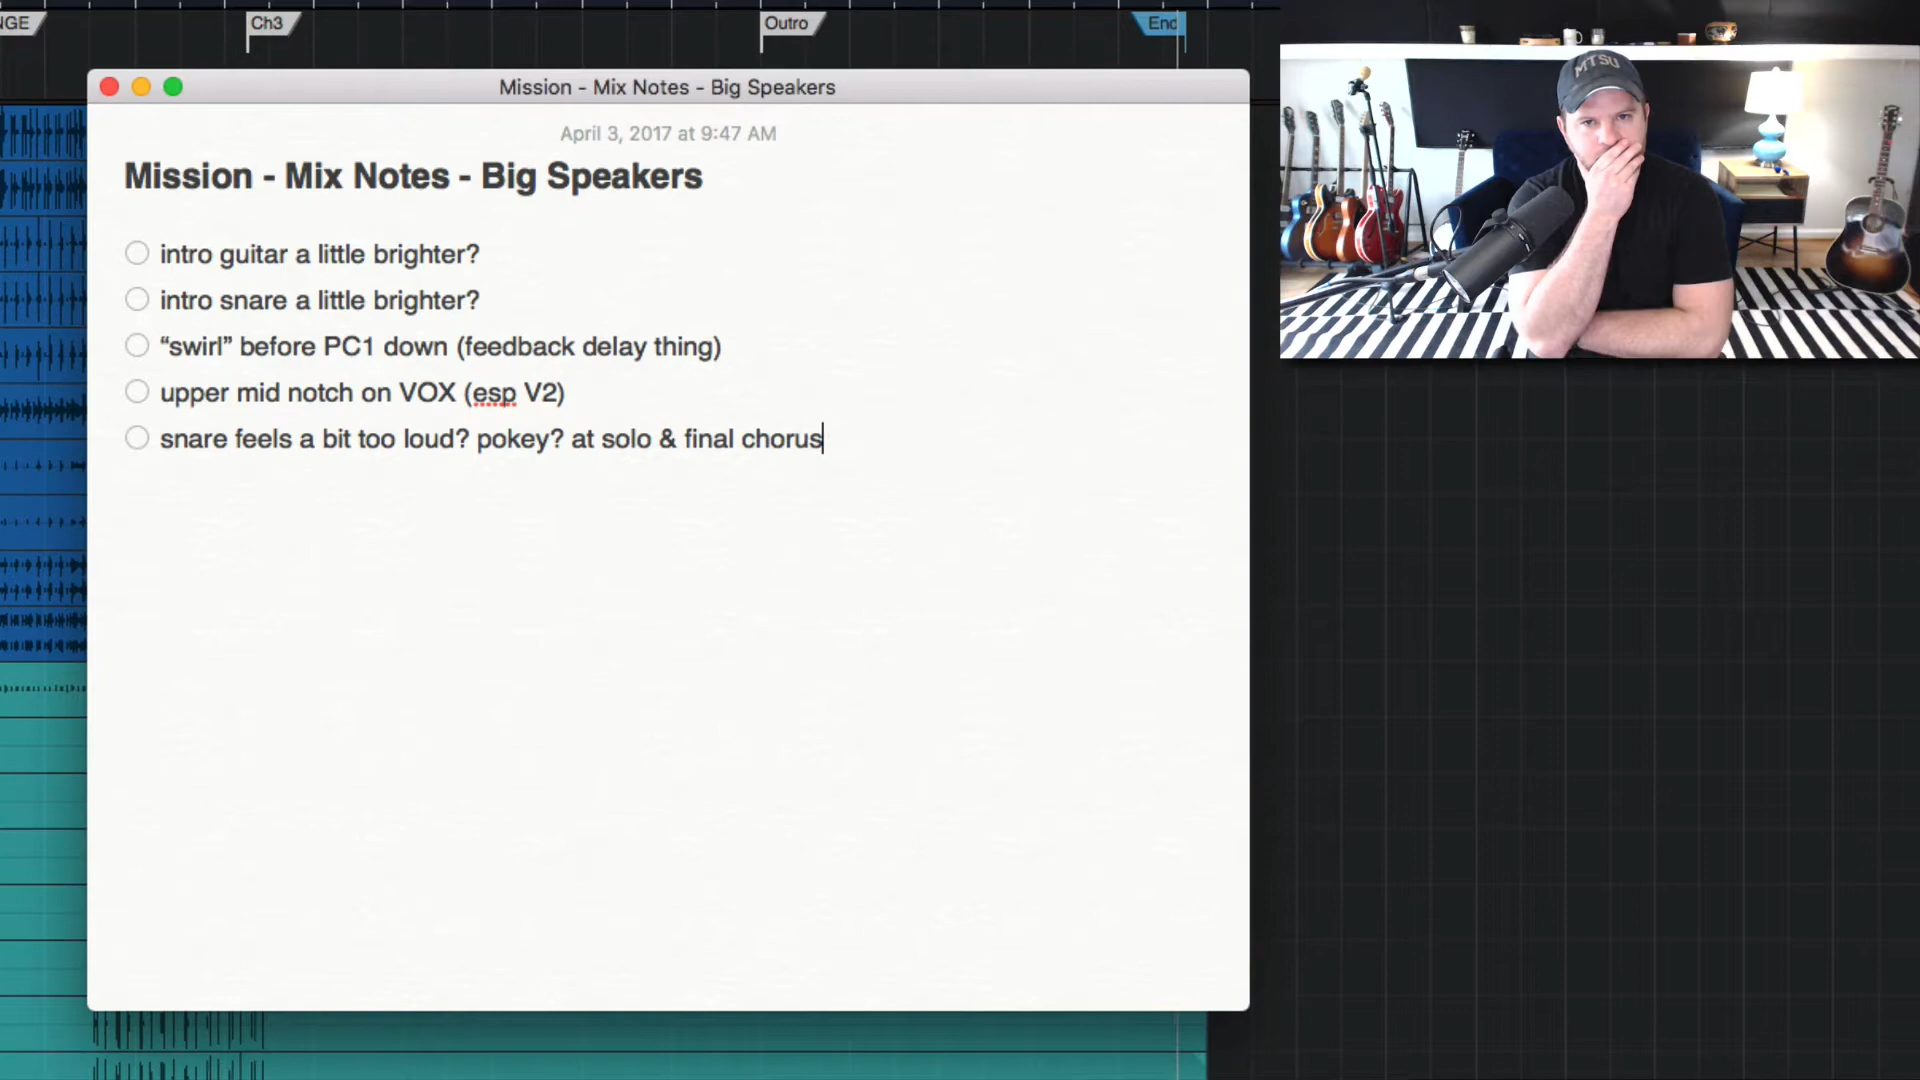 NGE
Ch3
Outro
End
Mission - Mix Notes - Big Speakers
April 3, 2017 at 9:47 AM
Mission - Mix Notes - Big Speakers
intro guitar a little brighter?
intro snare a little brighter?
“swirl” before PC1 down (feedback delay thing)
upper mid notch on VOX (esp V2)
snare feels a bit too loud? pokey? at solo & final chorus
MTSU